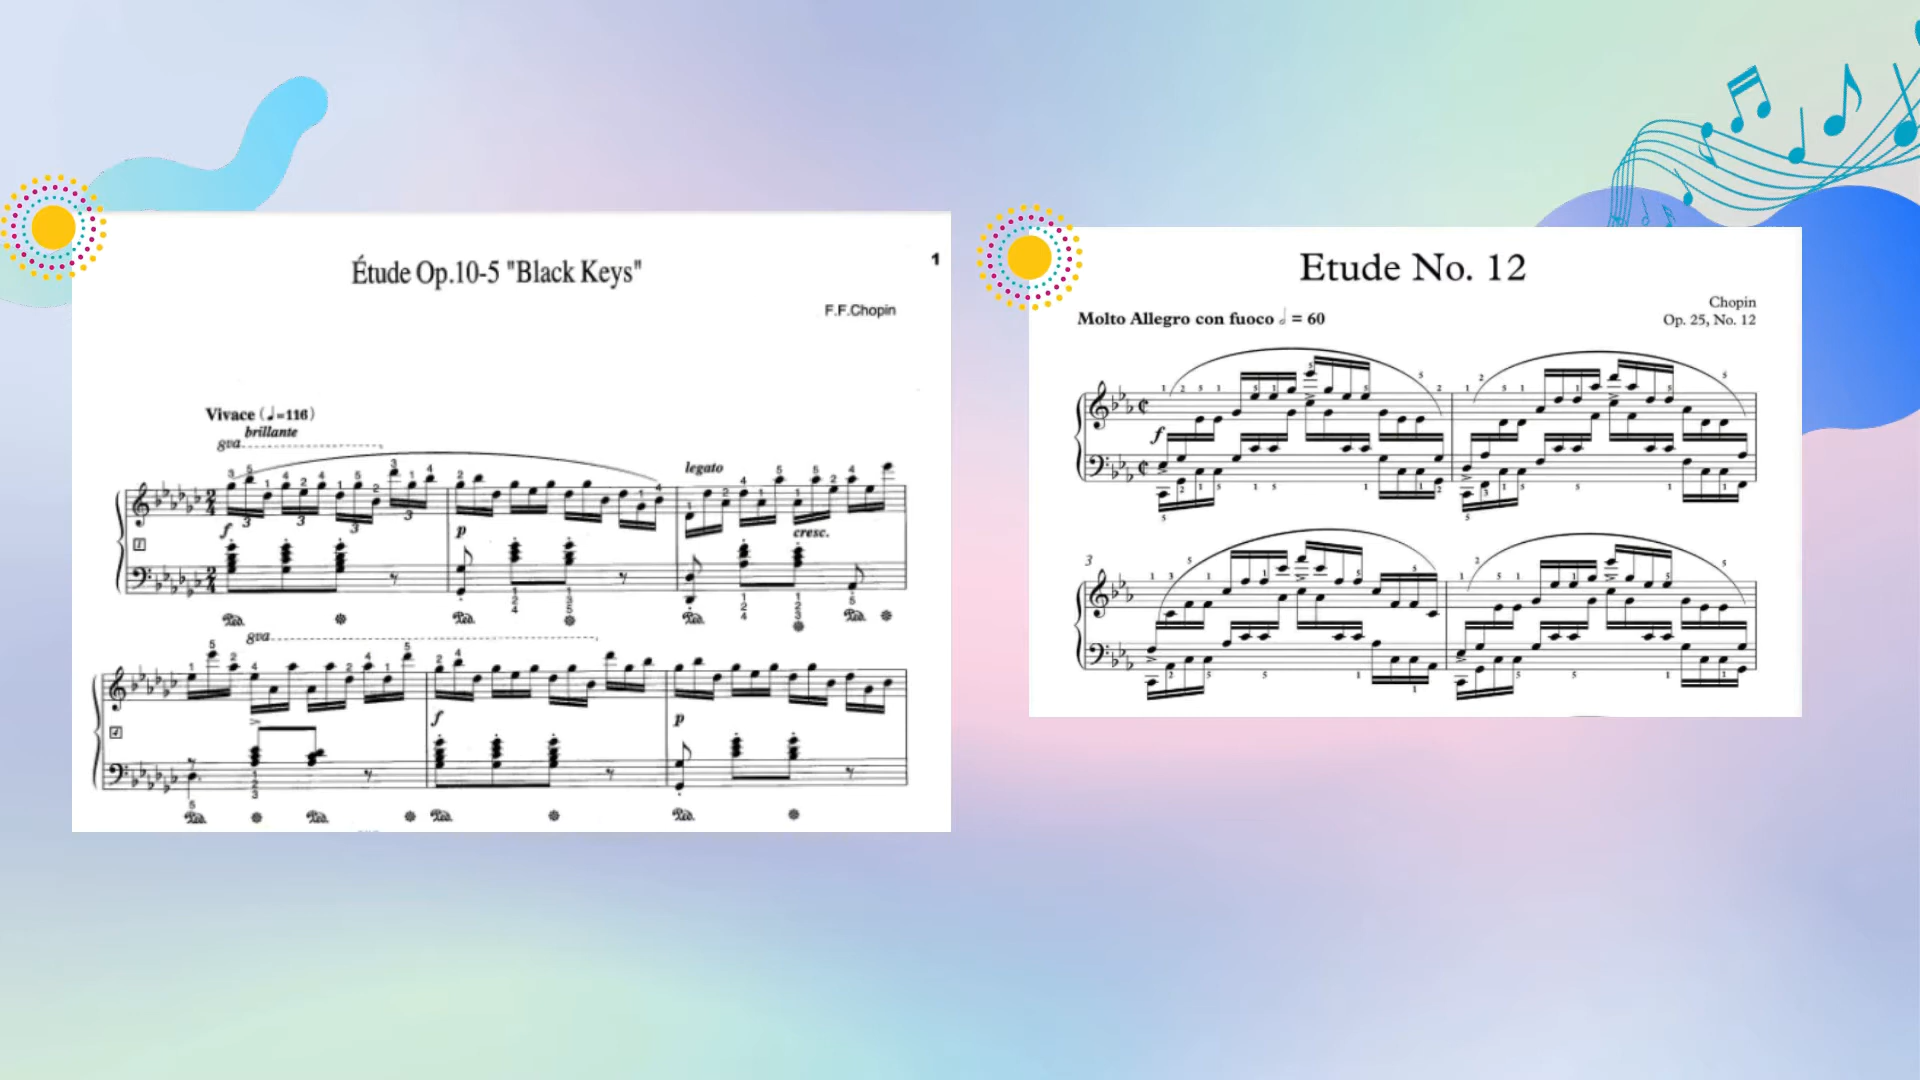 Étude Op.10-5 "Black Keys"
1
F.F.Chopin
Vivace (♩=116)
8va
brillante
legato
f
p
cresc.
8va
f
p
Etude No. 12
Chopin
Molto Allegro con fuoco 𝅗𝅥 = 60
Op. 25, No. 12
f
3